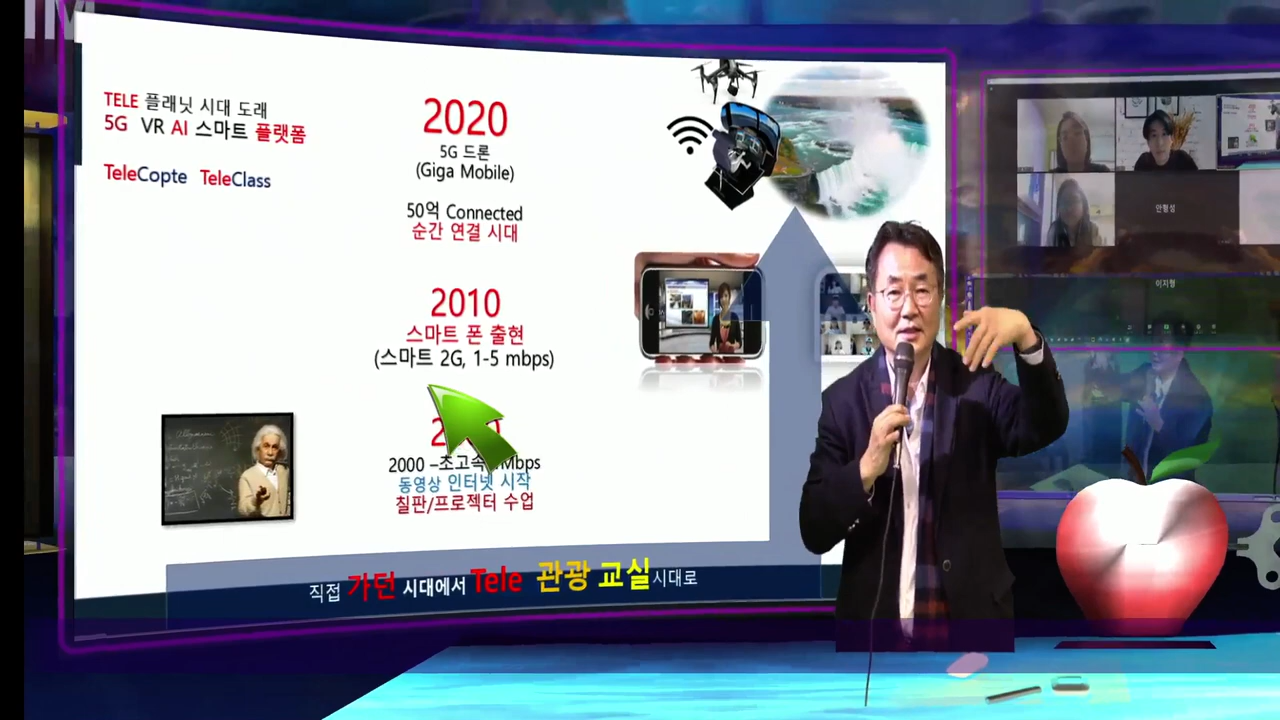 TELE 플래닛 시대 도래
5G VR AI 스마트 플랫폼
TeleCopte TeleClass
2020
5G 드론
(Giga Mobile)
50억 Connected
순간 연결 시대
2010
스마트 폰 출현
(스마트 2G, 1-5 mbps)
2000 –초고속 Mbps
동영상 인터넷 시작
칠판/프로젝터 수업
직접 가던 시대에서 Tele 관광 교실시대로
안형성
이지형